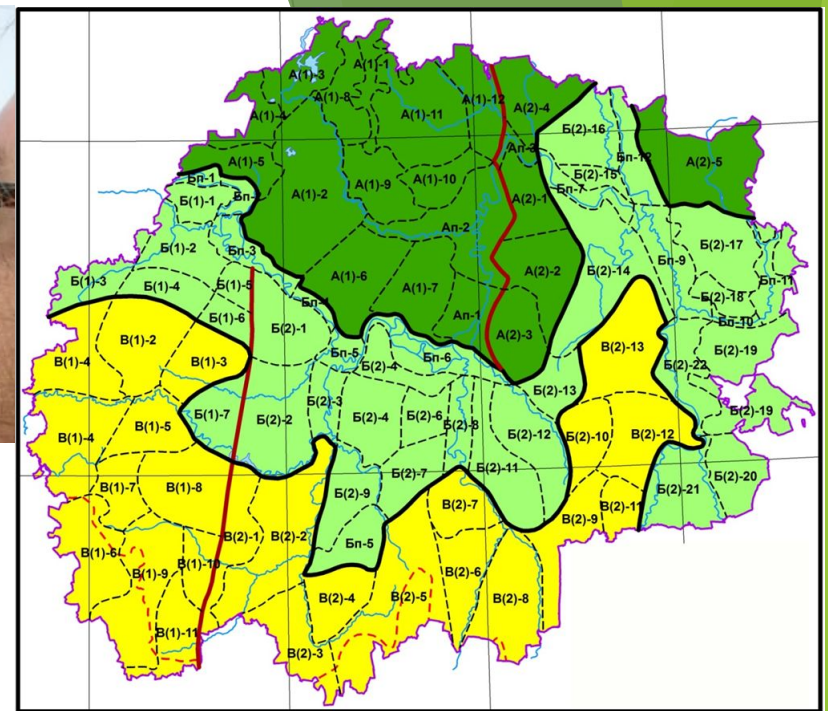 А(1)-1
А(1)-3
А(1)-8
А(1)-4
А(1)-11
А(1)-12
А(2)-4
Ап-3
Б(2)-16
Бп-12
А(2)-5
А(1)-5
Бп-1
Б(1)-1
А(1)-2
А(1)-9
А(1)-10
А(2)-1
Б(2)-15
Бп-7
Ап-2
Б(1)-2
Бп-3
Б(2)-17
Бп-9
Б(2)-14
А(2)-2
А(1)-6
А(1)-7
Б(1)-3
Б(1)-4
Б(1)-5
Бп-11
Б(2)-18
Бп-10
Ап-1
Б(1)-6
Б(2)-1
А(2)-3
В(1)-2
В(2)-13
Б(2)-19
В(1)-4
В(1)-3
Бп-5
Б(2)-4
Бп-6
Б(2)-22
Б(2)-13
Б(1)-7
Б(2)-2
Б(2)-3
Б(2)-4
Б(2)-6
Б(2)-8
Б(2)-19
В(1)-4
В(1)-5
Б(2)-12
Б(2)-10
В(2)-12
Б(2)-7
Б(2)-11
Б(2)-20
В(1)-7
В(1)-8
Б(2)-9
Б(2)-21
В(2)-7
В(2)-9
В(2)-11
В(2)-1
В(2)-2
Бп-5
В(1)-6
В(1)-9
В(1)-10
В(2)-6
В(2)-4
В(2)-5
В(2)-8
В(1)-11
В(2)-3